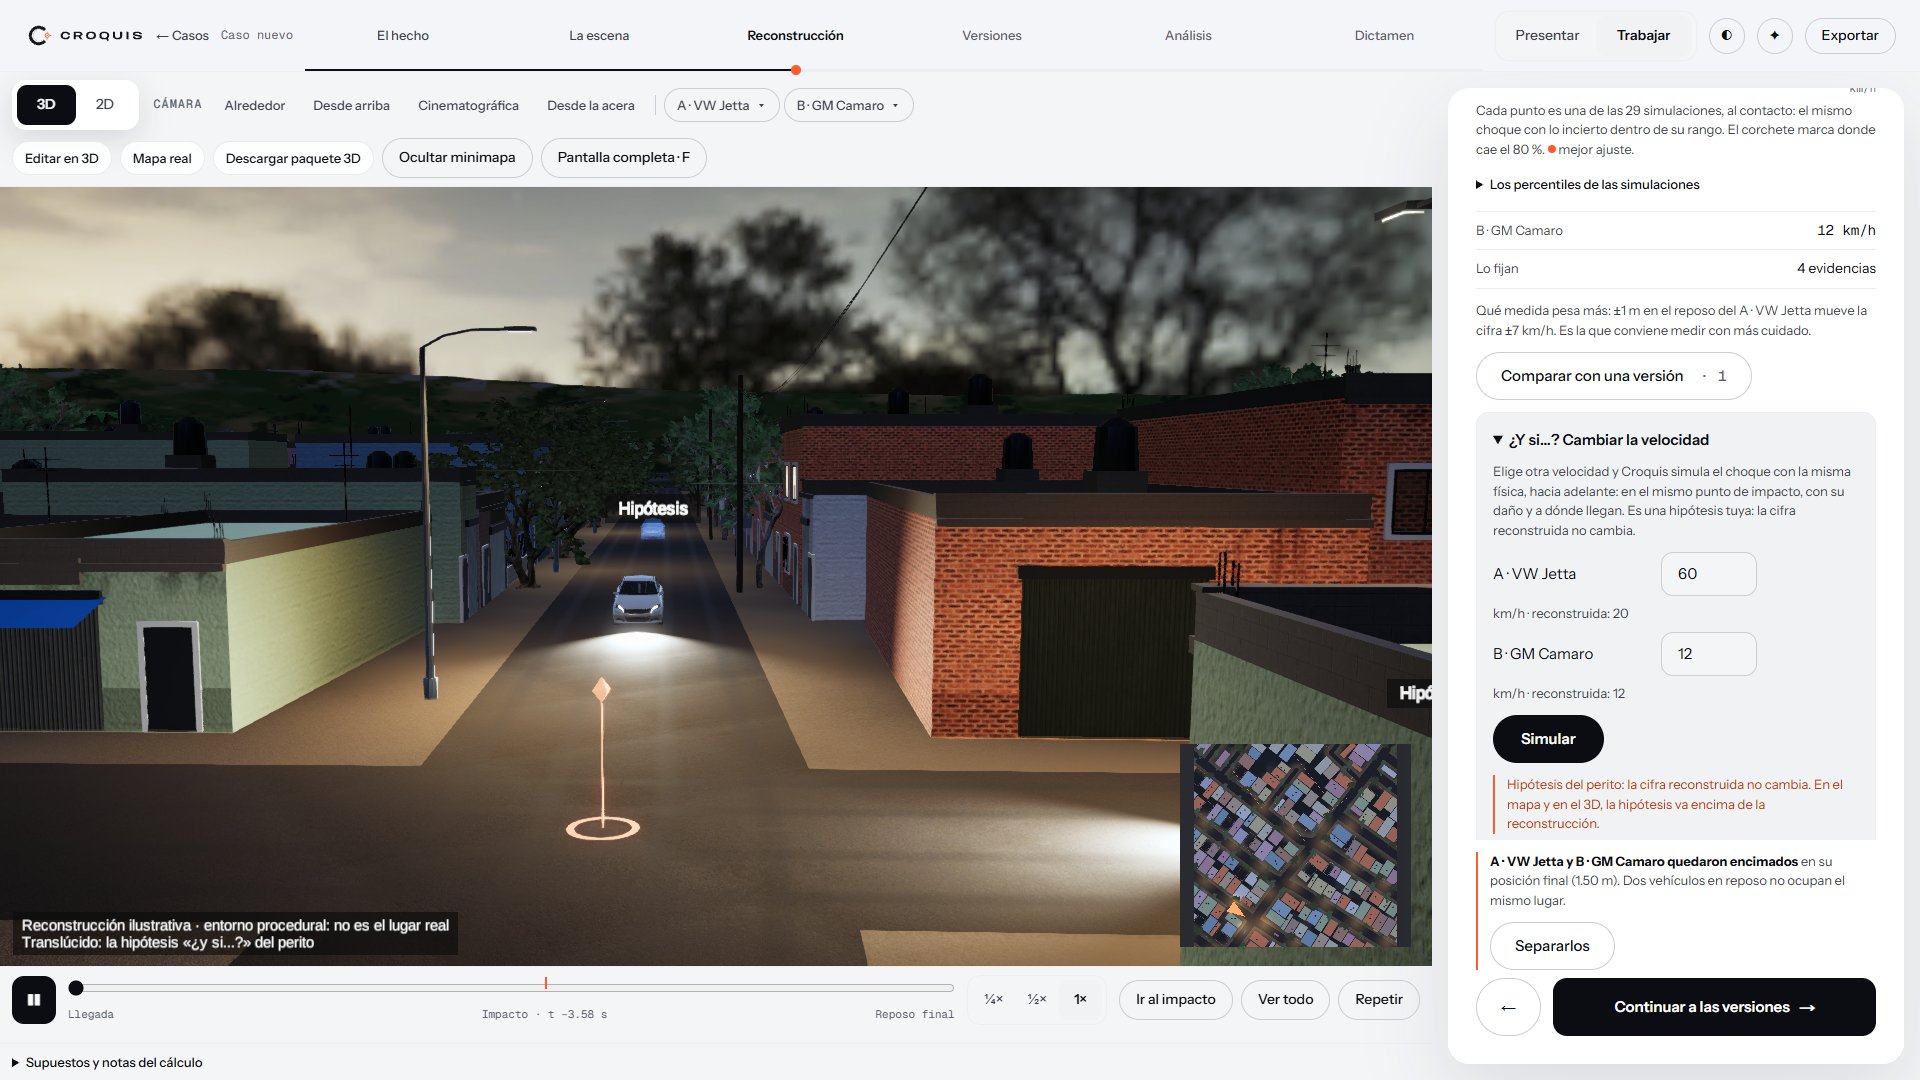 CROQUIS
← Casos
Caso nuevo
El hecho
La escena
Reconstrucción
Versiones
Análisis
Dictamen
Presentar
Trabajar
Exportar
3D
2D
CÁMARA
Alrededor
Desde arriba
Cinematográfica
Desde la acera
A·VW Jetta
B·GM Camaro
Editar en 3D
Mapa real
Descargar paquete 3D
Ocultar minimapa
Pantalla completa·F
Hipótesis
Hipó
Reconstrucción ilustrativa · entorno procedural: no es el lugar real
Translúcido: la hipótesis «¿y si...?» del perito
Llegada
Impacto · t −3.58 s
Reposo final
¼×
½×
1×
Ir al impacto
Ver todo
Repetir
Supuestos y notas del cálculo
km/h
Cada punto es una de las 29 simulaciones, al contacto: el mismo
choque con lo incierto dentro de su rango. El corchete marca donde
cae el 80 %. mejor ajuste.
Los percentiles de las simulaciones
B·GM Camaro
12 km/h
Lo fijan
4 evidencias
Qué medida pesa más: ±1 m en el reposo del A·VW Jetta mueve la
cifra ±7 km/h. Es la que conviene medir con más cuidado.
Comparar con una versión · 1
¿Y si...? Cambiar la velocidad
Elige otra velocidad y Croquis simula el choque con la misma
física, hacia adelante: en el mismo punto de impacto, con su
daño y a dónde llegan. Es una hipótesis tuya: la cifra
reconstruida no cambia.
A·VW Jetta
60
km/h·reconstruida: 20
B·GM Camaro
12
km/h·reconstruida: 12
Simular
Hipótesis del perito: la cifra reconstruida no cambia. En el
mapa y en el 3D, la hipótesis va encima de la
reconstrucción.
A·VW Jetta y B·GM Camaro quedaron encimados en su
posición final (1.50 m). Dos vehículos en reposo no ocupan el
mismo lugar.
Separarlos
←
Continuar a las versiones →